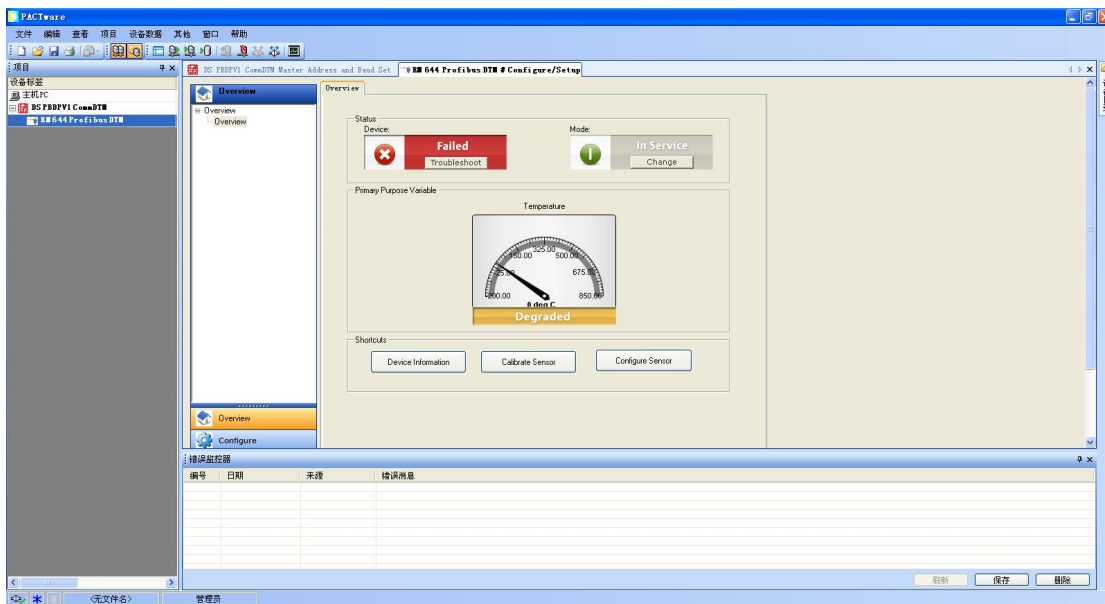 PACTware
文件 编辑 查看 项目 设备数据 其他 窗口 帮助
项目
设备标签
主机PC
DS PBDPV1 CommDTM
RM 644 Profibus DTM
DS PBDPV1 CommDTM Master Address and Baud Set
RM 644 Profibus DTM # Configure/Setup
Overview
Overview
Overview
Overview
Status
Device:
Mode:
Failed
In Service
Troubleshoot
Change
Primary Purpose Variable
Temperature
325.00
150.00
500.00
675.00
-200.00
850.00
0 deg C
Degraded
Shortcuts
Device Information
Calibrate Sensor
Configure Sensor
Overview
Configure
错误监控器
编号 日期 来源 错误消息
刷新 保存 删除
<无文件名> 管理员